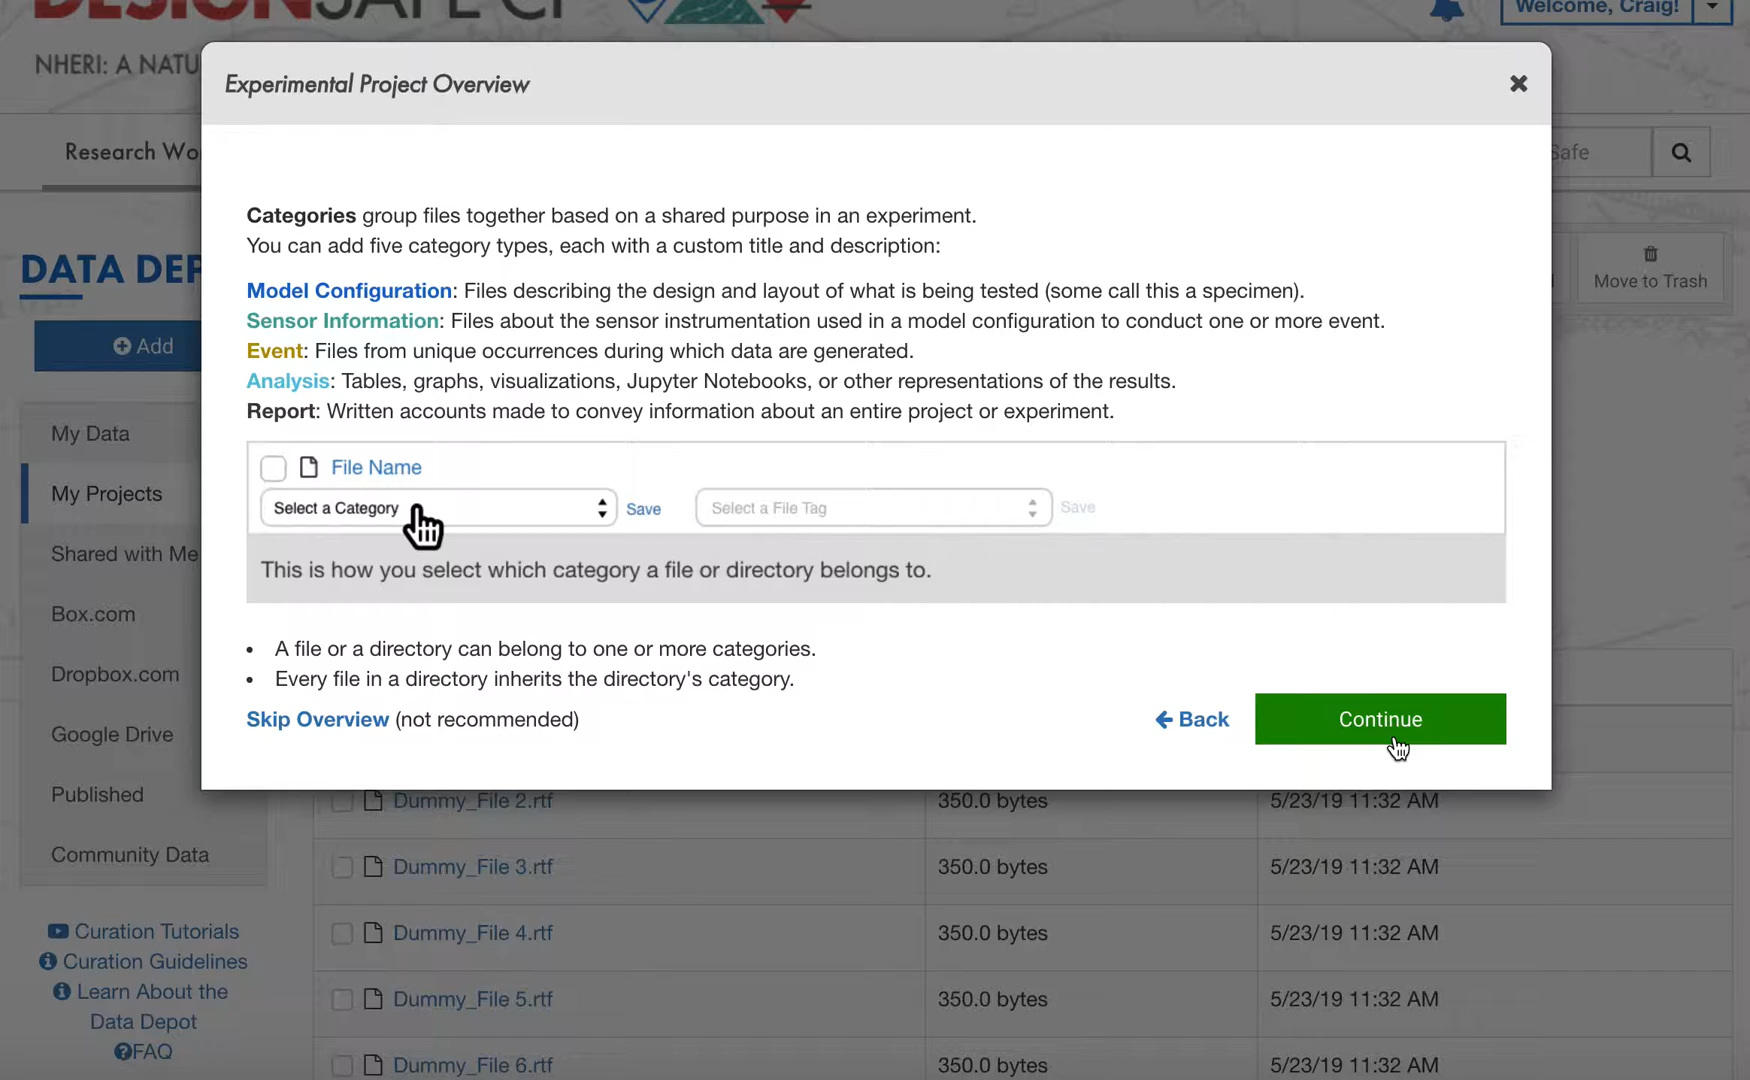 DESIGNSAFE-CI
Welcome, Craig!
NHERI: A NATU
Experimental Project Overview
Research Wo
Safe
Categories group files together based on a shared purpose in an experiment.
You can add five category types, each with a custom title and description:
DATA DEP
Move to Trash
Model Configuration: Files describing the design and layout of what is being tested (some call this a specimen).
Sensor Information: Files about the sensor instrumentation used in a model configuration to conduct one or more event.
Add
Event: Files from unique occurrences during which data are generated.
Analysis: Tables, graphs, visualizations, Jupyter Notebooks, or other representations of the results.
Report: Written accounts made to convey information about an entire project or experiment.
My Data
File Name
My Projects
Select a Category Save Select a File Tag Save
Shared with Me
This is how you select which category a file or directory belongs to.
Box.com
A file or a directory can belong to one or more categories.
Dropbox.com
Every file in a directory inherits the directory's category.
Google Drive
Skip Overview (not recommended) Back Continue
Published
Dummy_File 2.rtf 350.0 bytes 5/23/19 11:32 AM
Community Data
Dummy_File 3.rtf 350.0 bytes 5/23/19 11:32 AM
Curation Tutorials
Dummy_File 4.rtf 350.0 bytes 5/23/19 11:32 AM
Curation Guidelines
Learn About the
Data Depot
Dummy_File 5.rtf 350.0 bytes 5/23/19 11:32 AM
FAQ
Dummy_File 6.rtf 350.0 bytes 5/23/19 11:32 AM